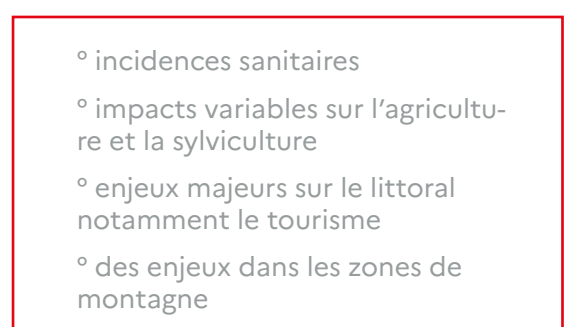 ° incidences sanitaires
° impacts variables sur l’agricultu-
re et la sylviculture
° enjeux majeurs sur le littoral
notamment le tourisme
° des enjeux dans les zones de
montagne